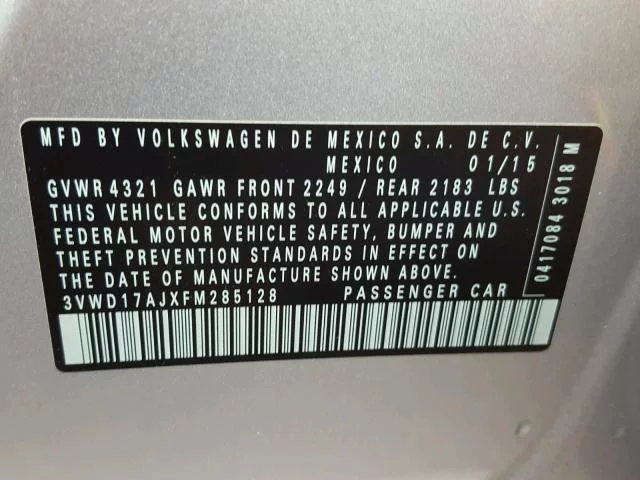 MFD BY VOLKSWAGEN DE MEXICO S.A. DE C.V.
MEXICO 01/15
GVWR 4321 GAWR FRONT 2249 / REAR 2183 LBS
THIS VEHICLE CONFORMS TO ALL APPLICABLE U.S.
FEDERAL MOTOR VEHICLE SAFETY, BUMPER AND
THEFT PREVENTION STANDARDS IN EFFECT ON
THE DATE OF MANUFACTURE SHOWN ABOVE.
3VWD17AJXFM285128 PASSENGER CAR
0417084 3018 M